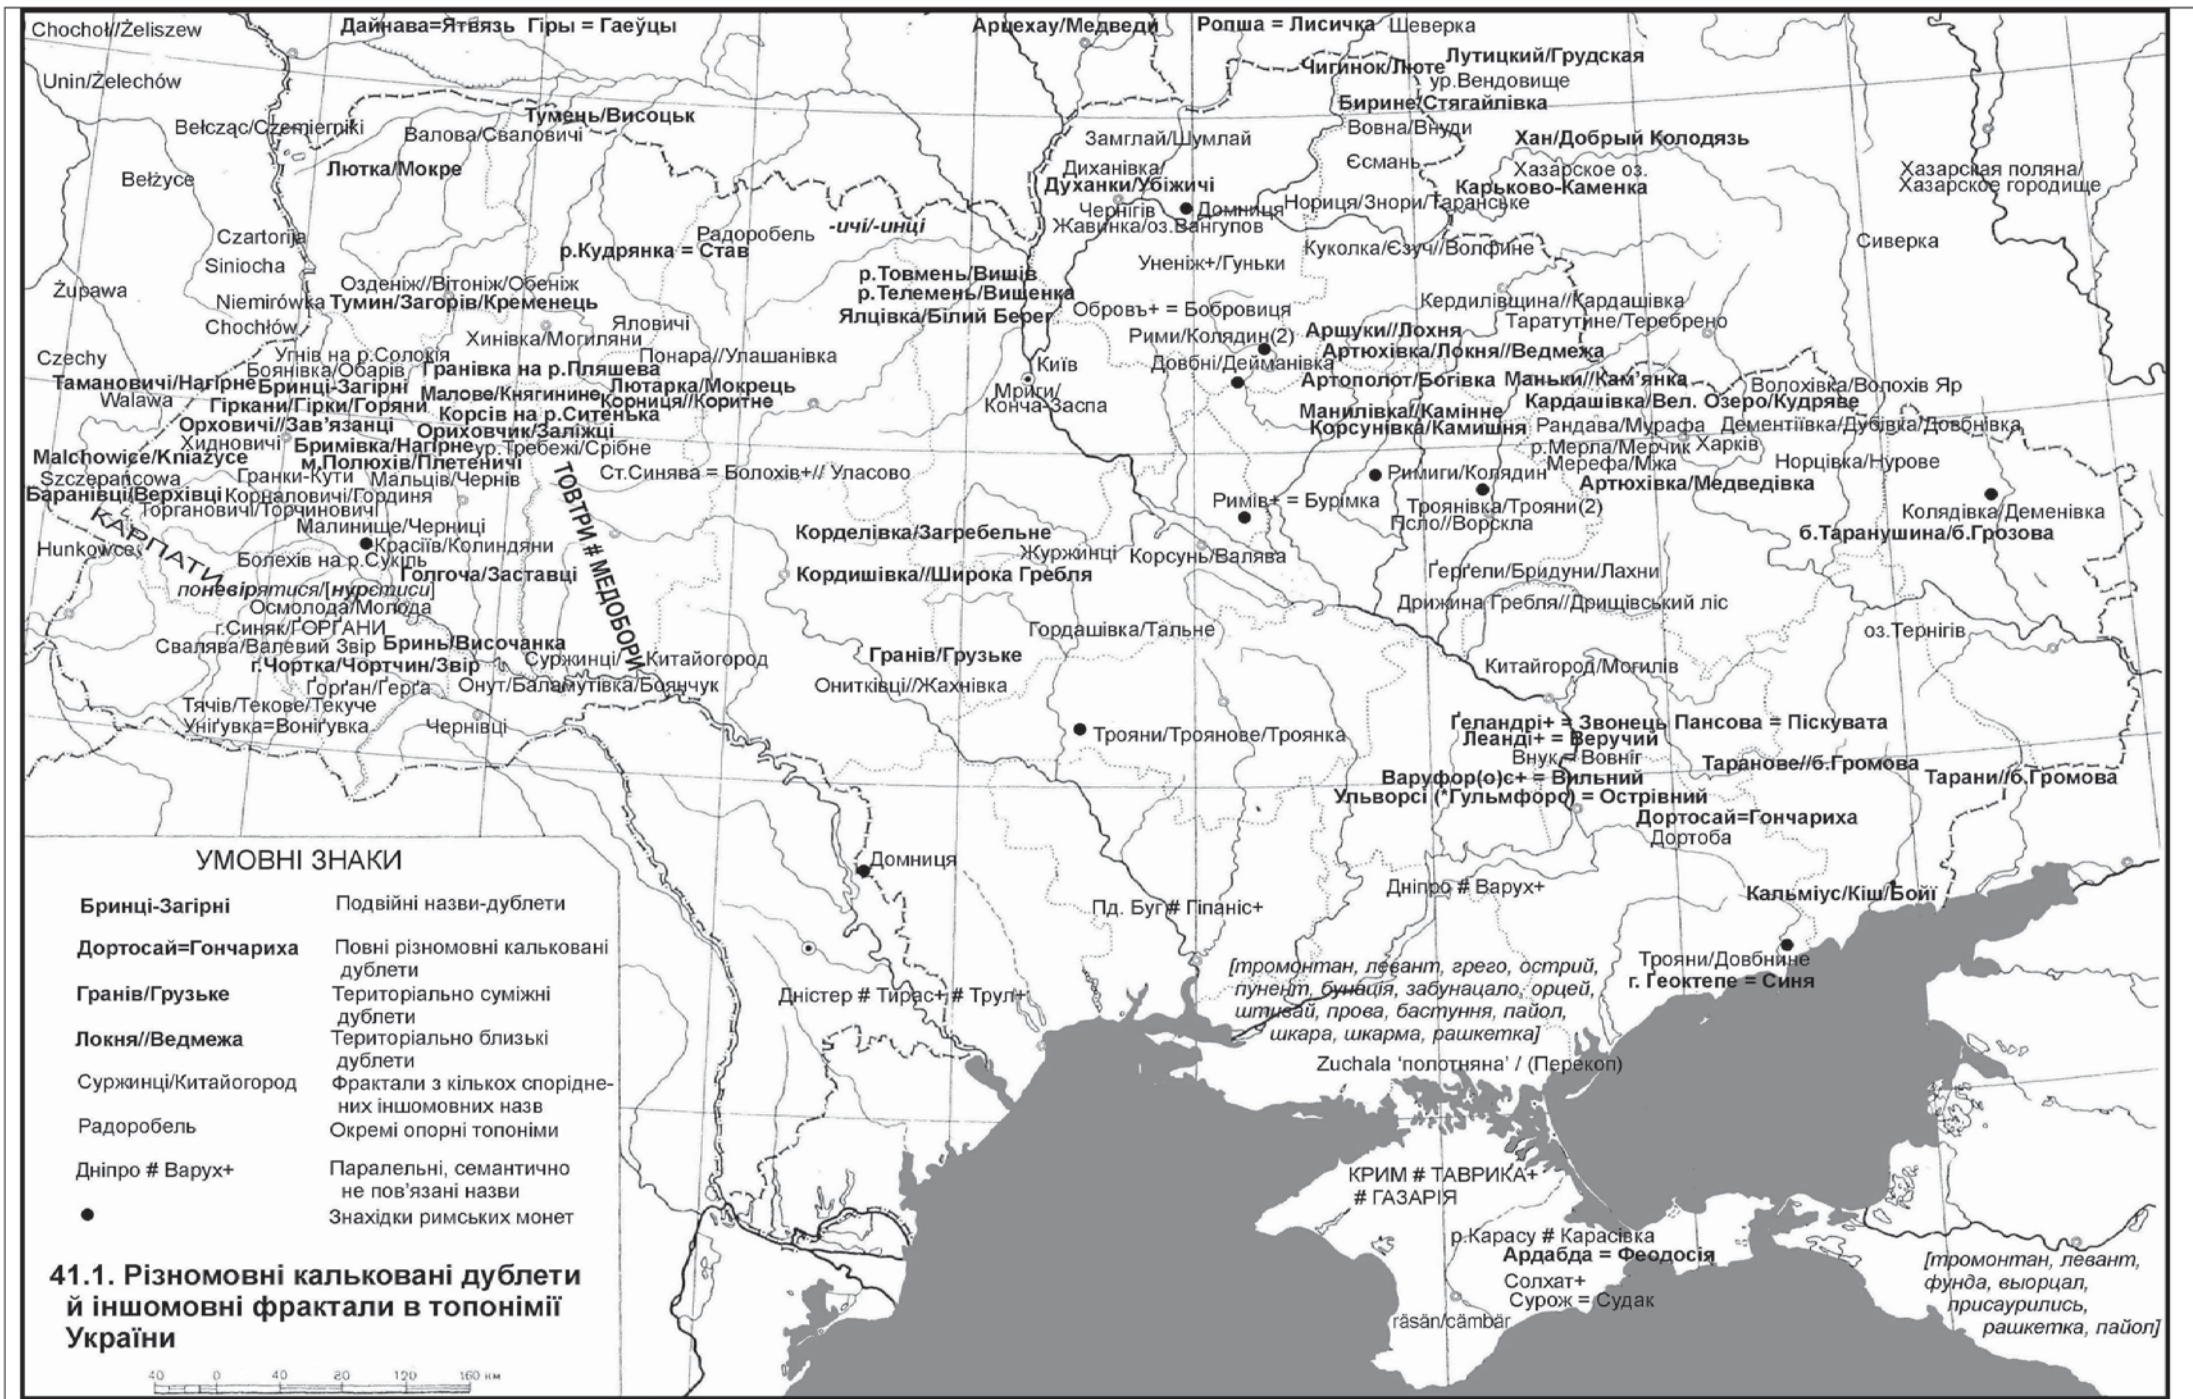 Chochoł//Żeliszew
Дайнава=Ятвязь Гіры = Гаеўцы
Арцехау/Медведи
Ропша = Лисичка
Шеверка
Лутицкий/Грудская
Чигинок/Люте
ур.Вендовище
Unin/Żelechów
Бирине/Стягайлівка
Тумень/Висоцьк
Bełcząc/Czemierniki
Валова/Сваловичі
Вовна/Внуди
Замглай/Шумлай
Хан/Добрый Колодязь
Лютка/Мокре
Єсмань
Диханівка/
Хазарское оз.
Хазарская поляна/
Хазарское городище
Bełżyce
Духанки/Убіжичі
Карьково-Каменка
Чернігів
Домниця
Нориця/Знори/Таранське
Жавинка/оз.Вангупов
-ичі/-инці
Радоробель
Czartorija
р.Кудрянка = Став
Куколка/Єзуч//Волфине
Сиверка
Siniocha
Уненіж+/Гуньки
р.Товмень/Вишів
Озденіж//Вітоніж/Обеніж
Żupawa
р.Телемень/Вищенка
Niemirówka
Тумин/Загорів/Кременець
Кердилівщина//Кардашівка
Обровъ+ = Бобровиця
Ялцівка/Білий Берег
Таратутине/Теребрено
Chochłów
Яловичі
Рими/Колядин(2)
Аршуки//Лохня
Хинівка/Могиляни
Артюхівка/Локня//Ведмежа
Czechy
Угнів на р.Солокія
Понара//Улашанівка
Київ
Довбні/Дейманівка
Боянівка/Обарів
Гранівка на р.Пляшева
Тамановичі/Нагірне
Бринці-Загірні
Лютарка/Мокрець
Артополот/Богівка
Маньки//Кам’янка
Волохівка/Волохів Яр
Walawa
Малове/Княгинине
Корниця//Коритне
Мриги/
Конча-Заспа
Кардашівка/Вел. Озеро/Кудряве
Гіркани/Гірки/Горяни
Корсів на р.Ситенька
Манилівка//Камінне
Орховичі//Зав’язанці
Ориховчик/Заліжці
Корсунівка/Камишня
Рандава/Мурафа
Дементіївка/Дубівка/Довбнівка
Хидновичі
Бримівка/Нагірне
ур.Требежі/Срібне
р.Мерла/Мерчик
Харків
Malchowice/Kniażyce
м.Полюхів/Плетеничі
Мерефа/Мжа
Норцівка/Нурове
Szczepańcowa
Гранки-Кути
Мальців/Чернів
Ст.Синява = Болохів+// Уласово
Римиги/Колядин
Артюхівка/Медведівка
Баранівці/Верхівці
Корналовичі/Гординя
Римів+ = Бурімка
Троянівка/Трояни(2)
Торгановичі/Торчиновичі
Колядівка/Деменівка
КАРПАТИ
Малинище/Черниці
ТОВТРИ # МЕДОБОРИ
Псло//Ворскла
Корделівка/Загребельне
б.Таранушина/б.Грозова
Hunkowce
Красіїв/Колиндяни
Журжинці
Корсунь/Валява
Болехів на р.Сукіль
Голгоча/Заставці
Кордишівка//Широка Гребля
Ґерґели/Бридуни/Лахни
поневірятися/[нурєтиси]
Осмолода/Молода
Дрижина Гребля//Дрищівський ліс
г.Синяк/ҐОРҐАНИ
Гордашівка/Тальне
оз.Тернігів
Свалява/Валевий Звір
Бринь/Височанка
Гранів/Грузьке
г.Чортка/Чортчин/Звір
Суржинці/
Китайогород
Китайгород/Могилів
Ґорґан/Ґерґа
Онут/Баламутівка/Боянчук
Онитківці//Жахнівка
Тячів/Текове/Текуче
Уніґувка=Воніґувка
Чернівці
Трояни/Троянове/Троянка
Ґеландрі+ = Звонець
Пансова = Піскувата
Леанді+ = Веручий
Внук = Вовніг
Таранове//б.Громова
Варуфор(о)с+ = Вильний
Тарани//б.Громова
Ульворсі (*Гульмфорс) = Острівний
Дортосай=Гончариха
Дортоба
Домниця
Дніпро # Варух+
Кальміус/Кіш/Бойї
Пд. Буг # Гіпаніс+
Трояни/Довбнине
г. Геоктепе = Синя
Дністер # Тирас+ # Трул+
[тромонтан, левант, грего, острий,
пунент, бунація, забунацало, орцей,
штивай, прова, бастуння, пайол,
шкара, шкарма, рашкетка]
Zuchala ‘полотняна’ / (Перекоп)
КРИМ # ТАВРИКА+
# ГАЗАРІЯ
р.Карасу # Карасівка
Ардабда = Феодосія
Солхат+
Сурож = Судак
räsän/cämbär
[тромонтан, левант,
фунда, выорцал,
присаурились,
рашкетка, пайол]
УМОВНІ ЗНАКИ
Бринці-Загірні Подвійні назви-дублети
Дортосай=Гончариха Повні різномовні кальковані
дублети
Гранів/Грузьке Територіально суміжні
дублети
Локня//Ведмежа Територіально близькі
дублети
Суржинці/Китайогород Фрактали з кількох спорідне-
них іншомовних назв
Радоробель Окремі опорні топоніми
Дніпро # Варух+ Паралельні, семантично
не пов’язані назви
Знахідки римських монет
41.1. Різномовні кальковані дублети
й іншомовні фрактали в топонімії
України
40 0 40 80 120 160 км